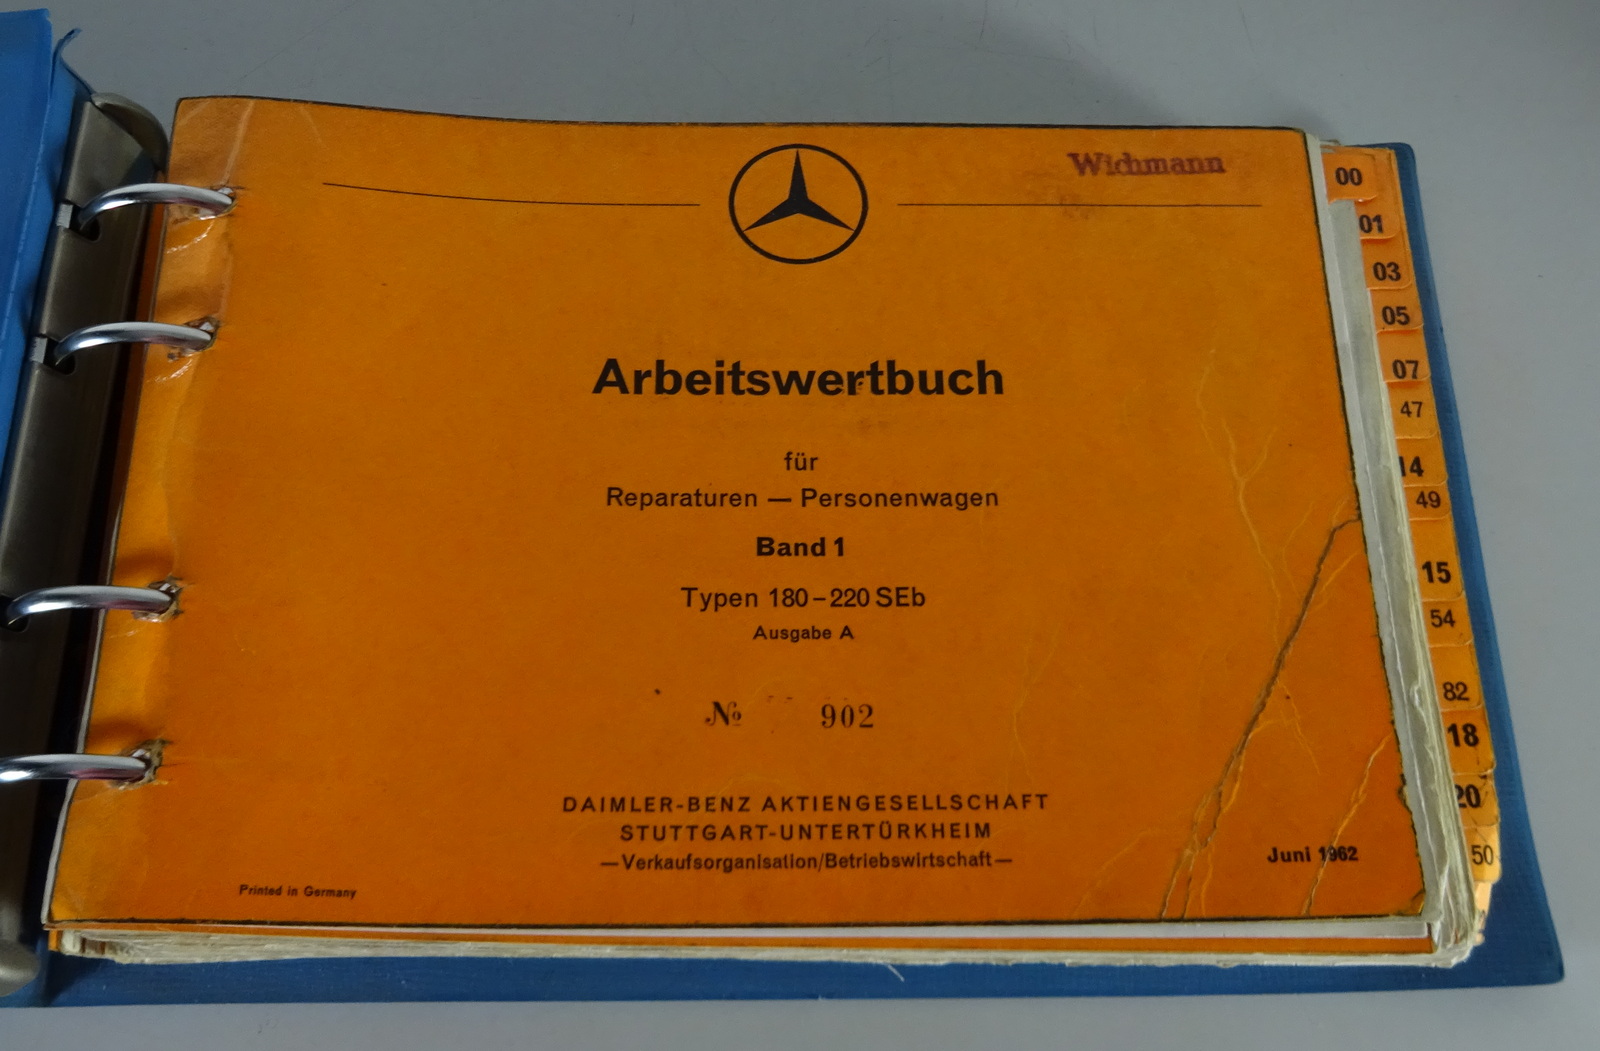 Wichmann
Arbeitswertbuch
für
Reparaturen — Personenwagen
Band 1
Typen 180 – 220 SEb
Ausgabe A
№ 902
DAIMLER-BENZ AKTIENGESELLSCHAFT
STUTTGART-UNTERTÜRKHEIM
—Verkaufsorganisation/Betriebswirtschaft—
Juni 1962
Printed in Germany
00
01
03
05
07
47
14
49
15
54
82
18
20
50